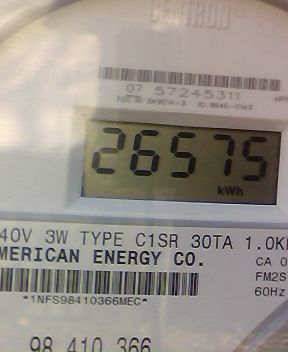 CENTRON®
07 57245311
26575
kWh
40V 3W TYPE C1SR 30TA 1.0K
MERICAN ENERGY CO.
CA 0
FM2S
*1NFS98410366MEC*
60Hz
98 410 366